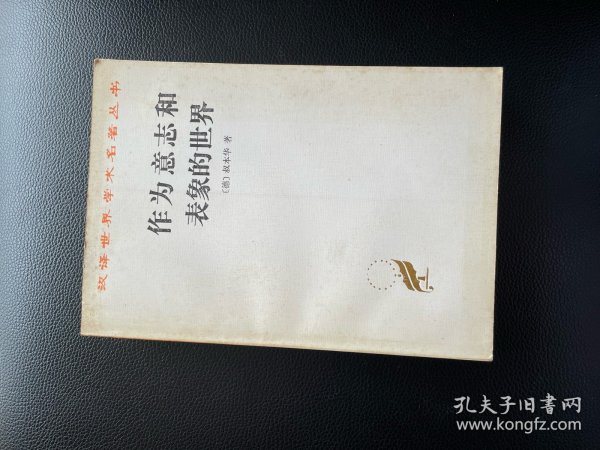 汉译世界学术名著丛书
作为意志和
表象的世界
〔德〕叔本华 著
孔夫子旧书网
www.kongfz.com